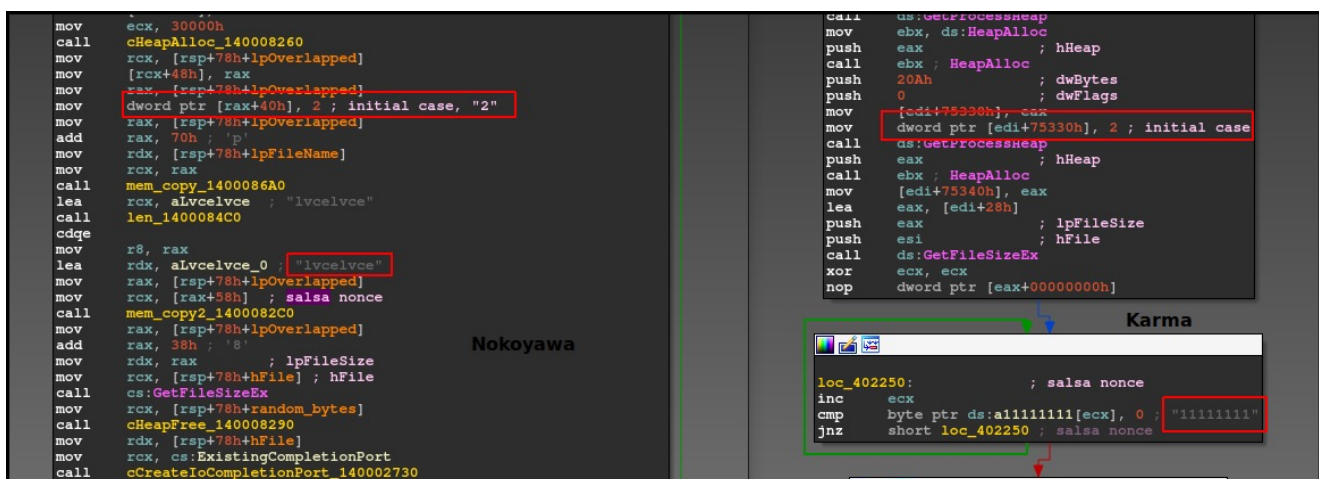 mov ecx, 30000h
call cHeapAlloc_140008260
mov rcx, [rsp+78h+lpOverlapped]
mov [rcx+48h], rax
mov rax, [rsp+78h+lpOverlapped]
mov dword ptr [rax+40h], 2 ; initial case, "2"
mov rax, [rsp+78h+lpOverlapped]
add rax, 70h ; 'p'
mov rdx, [rsp+78h+lpFileName]
mov rcx, rax
call mem_copy_1400086A0
lea rcx, aLvcelvce ; "lvcelvce"
call len_1400084C0
cdqe
mov r8, rax
lea rdx, aLvcelvce_0 ; "lvcelvce"
mov rax, [rsp+78h+lpOverlapped]
mov rcx, [rax+58h] ; salsa nonce
call mem_copy2_1400082C0
mov rax, [rsp+78h+lpOverlapped]
add rax, 38h ; '8'
mov rdx, rax ; lpFileSize
mov rcx, [rsp+78h+hFile] ; hFile
call cs:GetFileSizeEx
mov rcx, [rsp+78h+random_bytes]
call cHeapFree_140008290
mov rdx, [rsp+78h+hFile]
mov rcx, cs:ExistingCompletionPort
call cCreateIoCompletionPort_140002730
Nokoyawa
call ds:GetProcessHeap
mov ebx, ds:HeapAlloc
push eax ; hHeap
call ebx ; HeapAlloc
push 20Ah ; dwBytes
push 0 ; dwFlags
mov [edi+75338h], eax
mov dword ptr [edi+75330h], 2 ; initial case
call ds:GetProcessHeap
push eax ; hHeap
call ebx ; HeapAlloc
mov [edi+75340h], eax
lea eax, [edi+28h]
push eax ; lpFileSize
push esi ; hFile
call ds:GetFileSizeEx
xor ecx, ecx
nop dword ptr [eax+00000000h]
Karma
loc_402250: ; salsa nonce
inc ecx
cmp byte ptr ds:a11111111[ecx], 0 ; "11111111"
jnz short loc_402250 ; salsa nonce